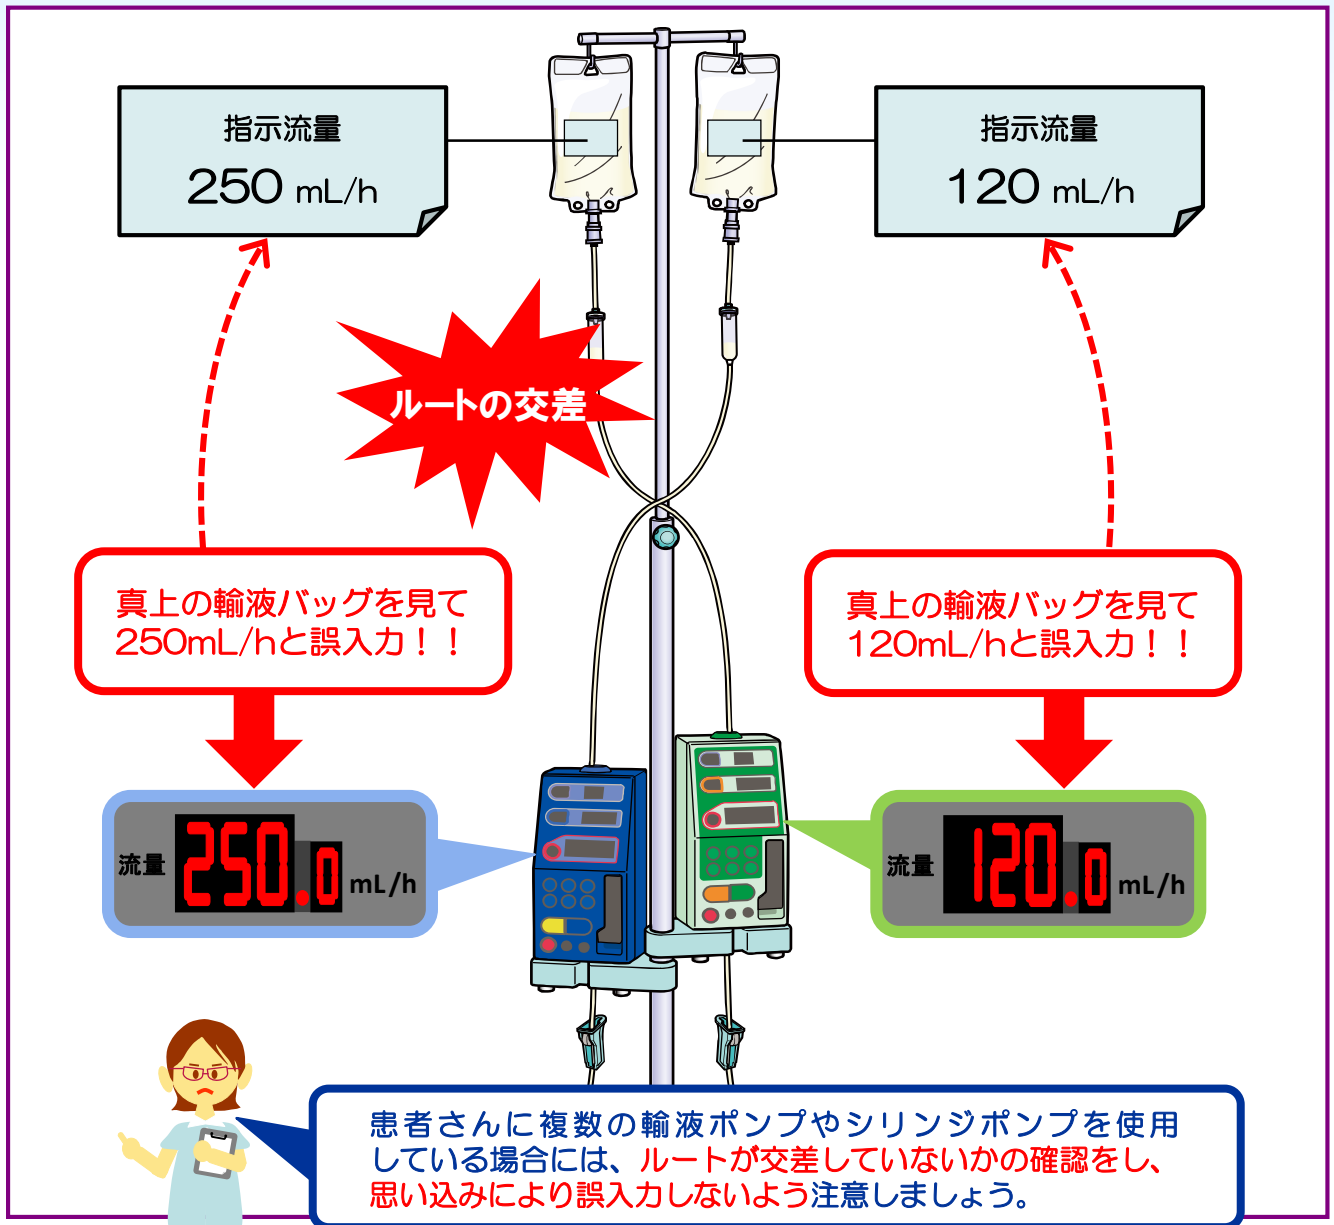 指示流量
250 mL/h
指示流量
120 mL/h
ルートの交差
真上の輸液バッグを見て
250mL/hと誤入力！！
真上の輸液バッグを見て
120mL/hと誤入力！！
流量 250.0 mL/h
流量 120.0 mL/h
患者さんに複数の輸液ポンプやシリンジポンプを使用
している場合には、ルートが交差していないかの確認をし、
思い込みにより誤入力しないよう注意しましょう。